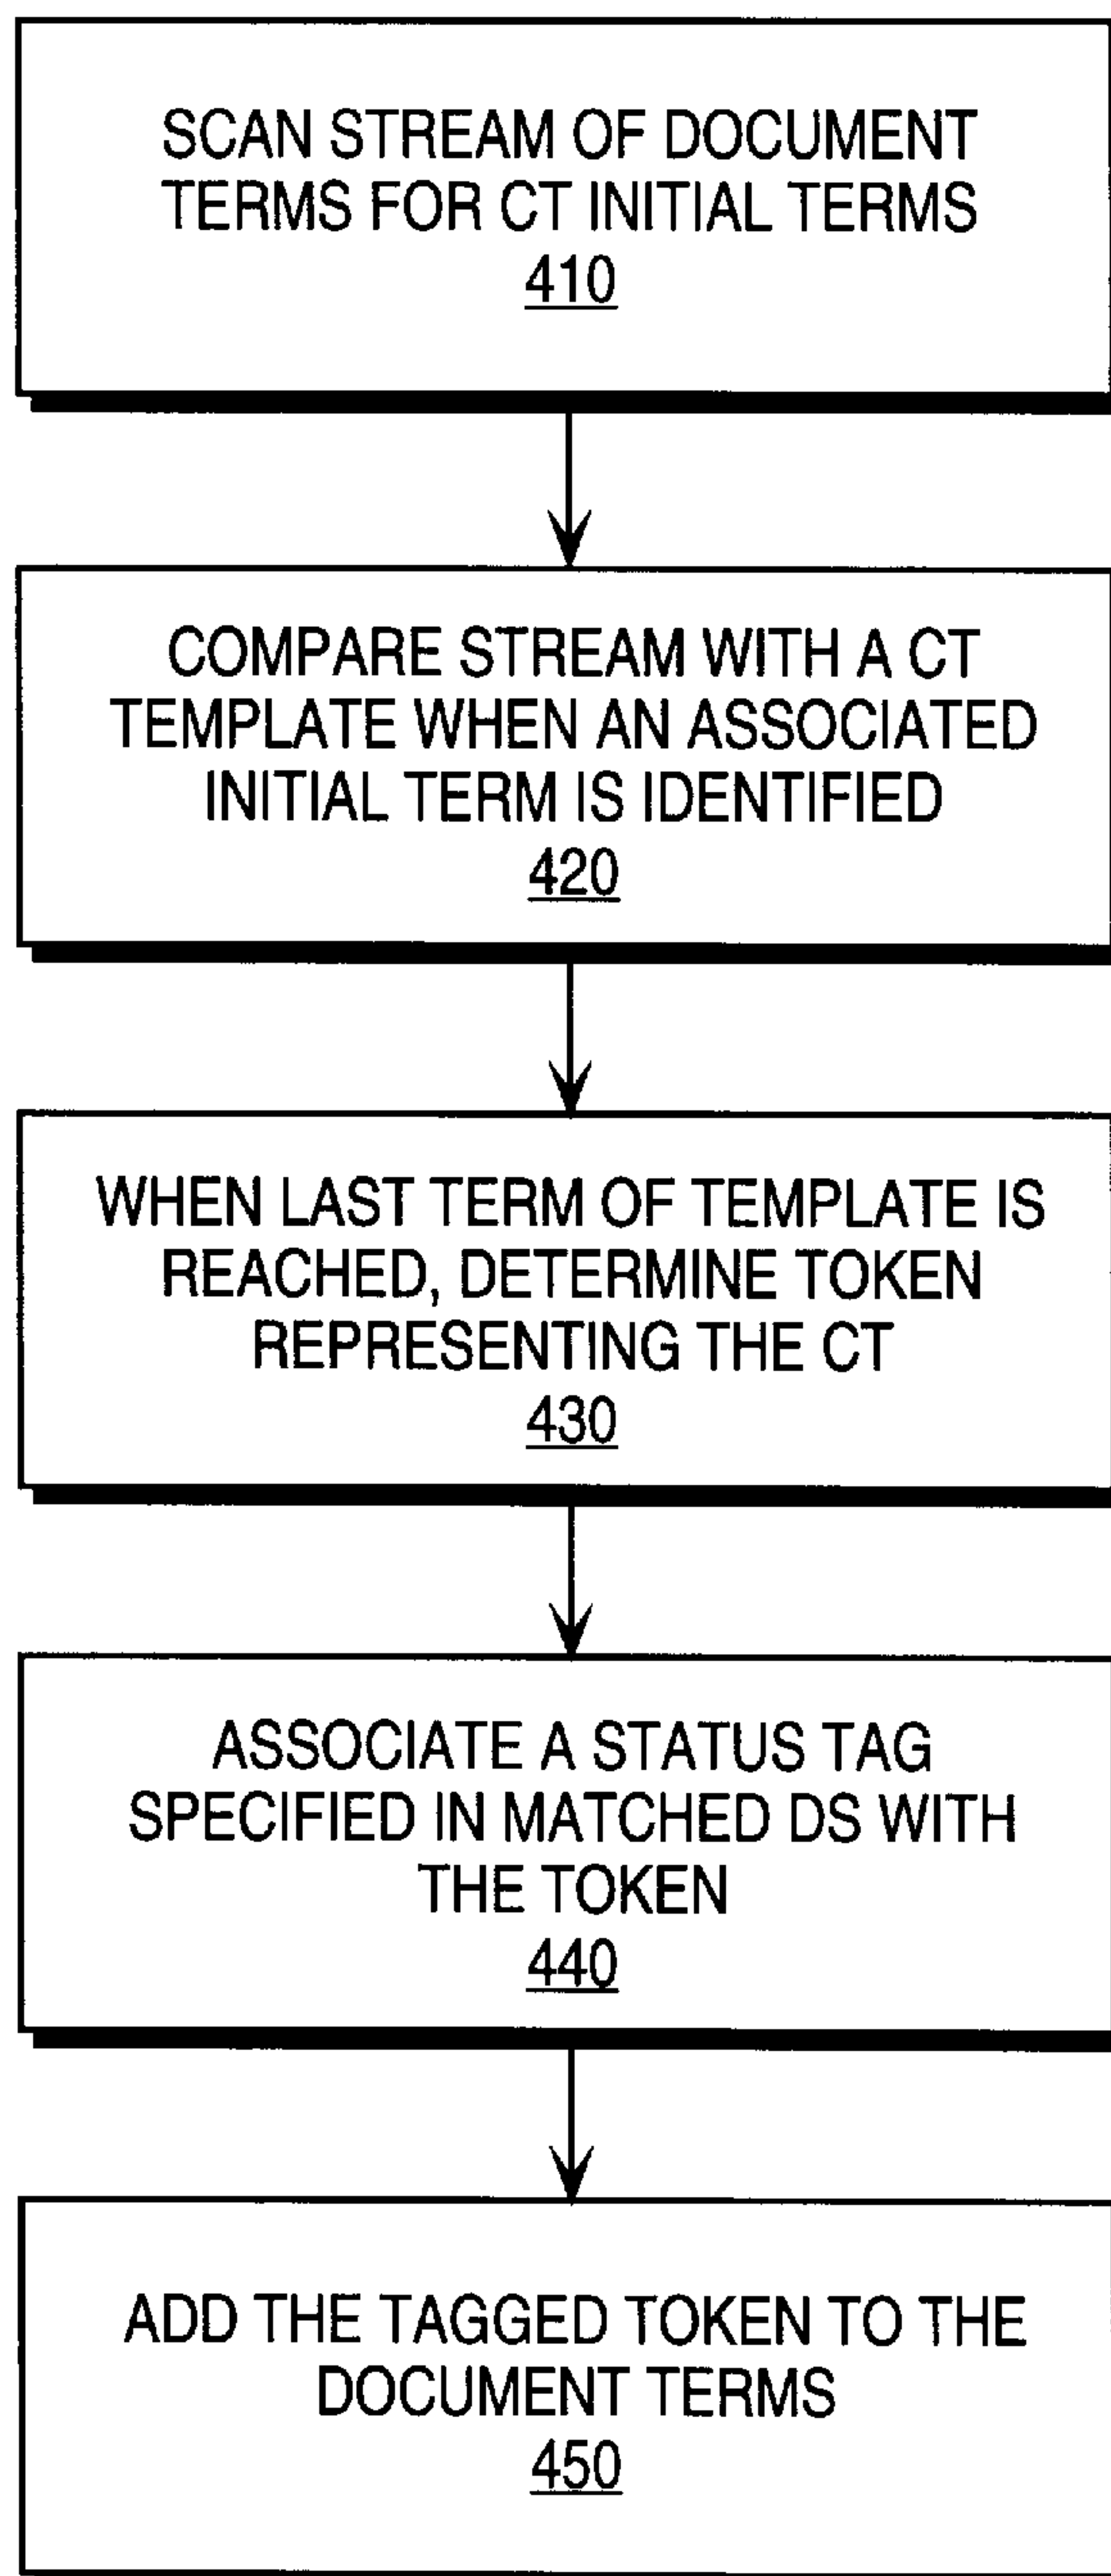 SCAN STREAM OF DOCUMENT
TERMS FOR CT INITIAL TERMS
410
COMPARE STREAM WITH A CT
TEMPLATE WHEN AN ASSOCIATED
INITIAL TERM IS IDENTIFIED
420
WHEN LAST TERM OF TEMPLATE IS
REACHED, DETERMINE TOKEN
REPRESENTING THE CT
430
ASSOCIATE A STATUS TAG
SPECIFIED IN MATCHED DS WITH
THE TOKEN
440
ADD THE TAGGED TOKEN TO THE
DOCUMENT TERMS
450